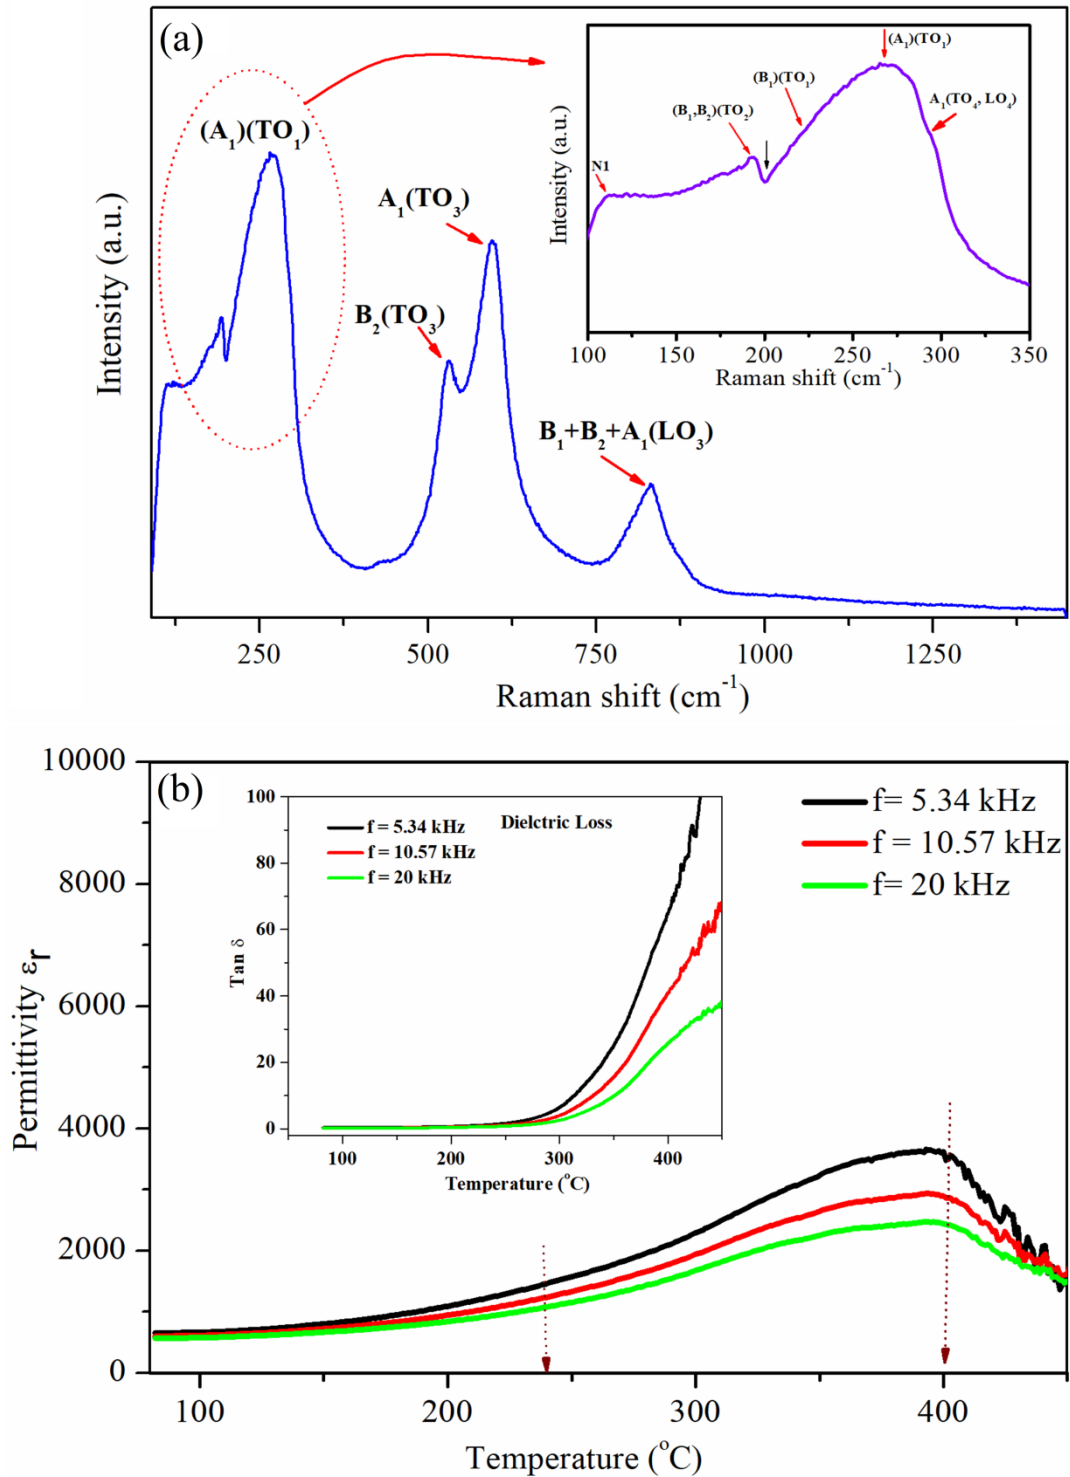 (a)
(A₁)(TO₁)
A₁(TO₃)
B₂(TO₃)
B₁+B₂+A₁(LO₃)
Intensity (a.u.)
250 500 750 1000 1250
Raman shift (cm⁻¹)
(A₁)(TO₁)
(B₁)(TO₁)
(B₁,B₂)(TO₂)
A₁(TO₄, LO₄)
N1
Intensity (a.u.)
100 150 200 250 300 350
Raman shift (cm⁻¹)
(b)
10000
8000
6000
4000
2000
0
Permittivity εr
100 200 300 400
Temperature (°C)
f= 5.34 kHz
f = 10.57 kHz
f= 20 kHz
Dielctric Loss
f = 5.34 kHz
f = 10.57 kHz
f = 20 kHz
100
80
60
40
20
0
Tan δ
100 200 300 400
Temperature (°C)